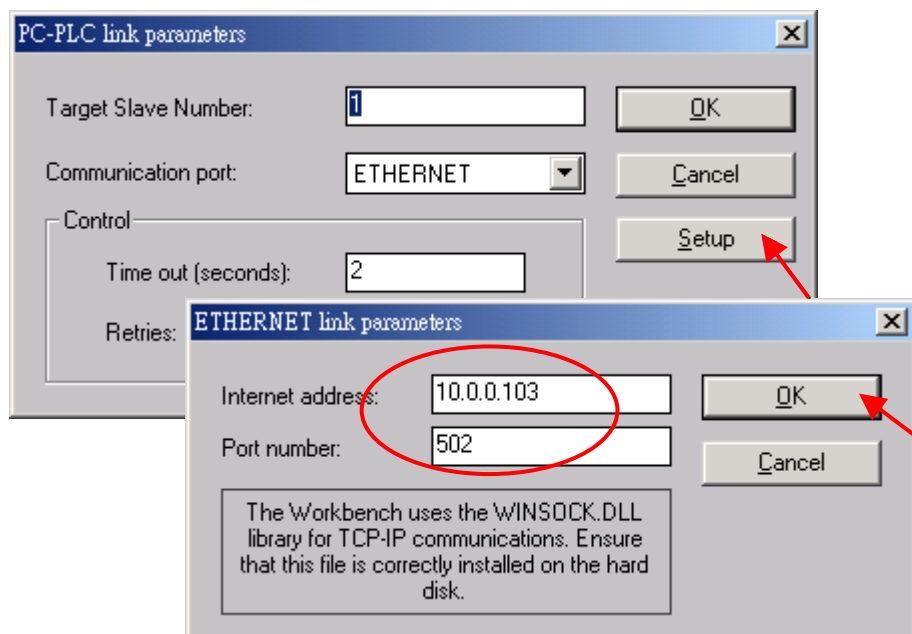 PC-PLC link parameters
Target Slave Number:
1
OK
Communication port:
ETHERNET
Cancel
Control
Setup
Time out (seconds):
2
Retries:
ETHERNET link parameters
Internet address:
10.0.0.103
OK
Port number:
502
Cancel
The Workbench uses the WINSOCK.DLL
library for TCP-IP communications. Ensure
that this file is correctly installed on the hard
disk.